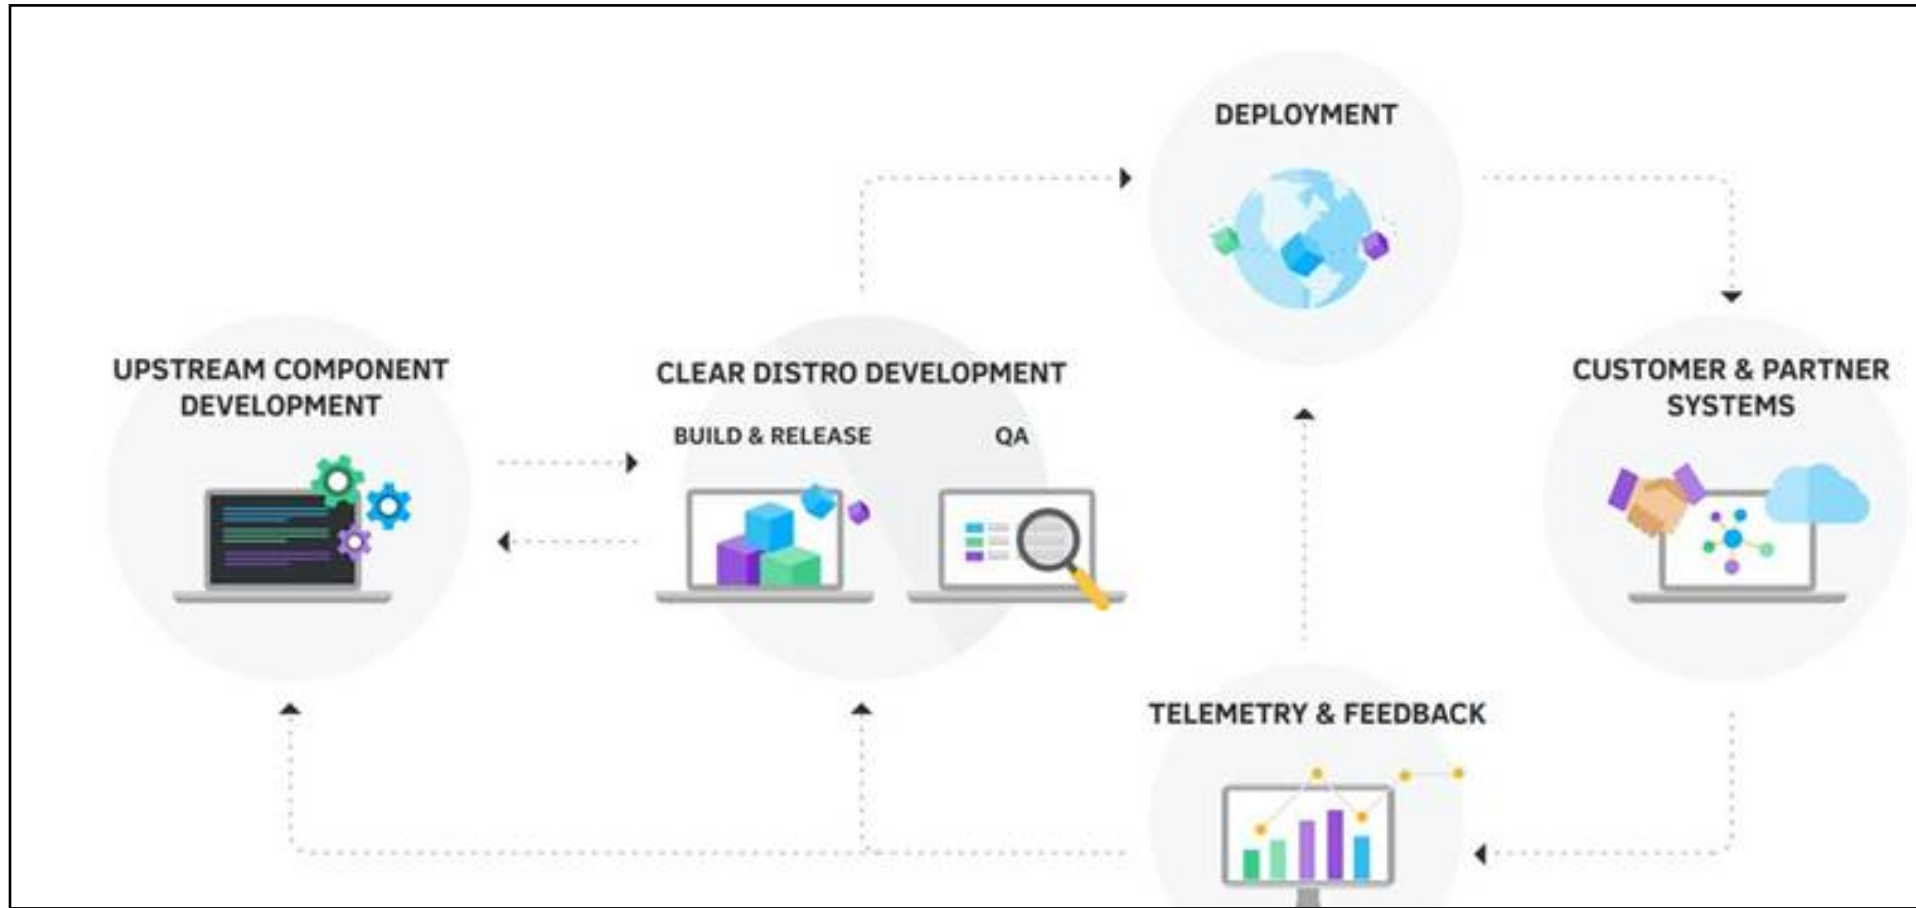 DEPLOYMENT
UPSTREAM COMPONENT
DEVELOPMENT
CLEAR DISTRO DEVELOPMENT
BUILD & RELEASE
QA
CUSTOMER & PARTNER
SYSTEMS
TELEMETRY & FEEDBACK